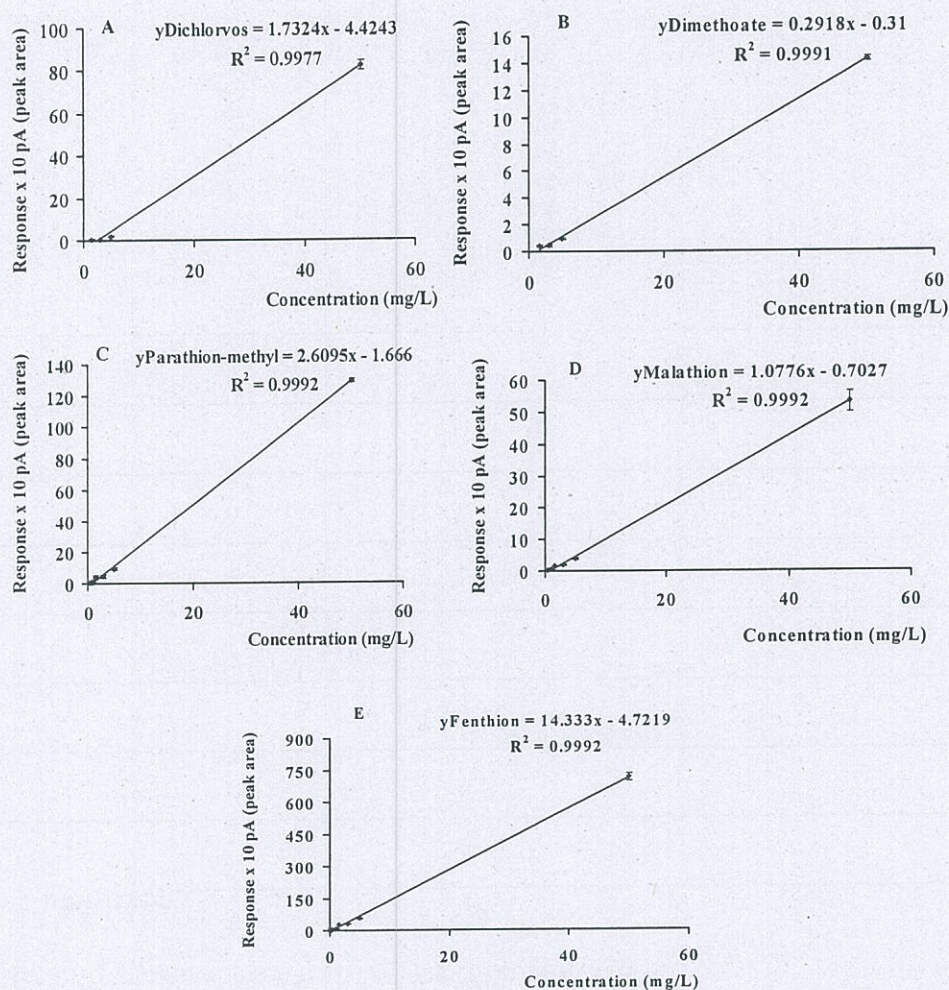 A
yDichlorvos = 1.7324x - 4.4243
R² = 0.9977
Response x 10 pA (peak area)
100
80
60
40
20
0
0
20
40
60
Concentration (mg/L)
B
yDimethoate = 0.2918x - 0.31
R² = 0.9991
Response x 10 pA (peak area)
16
14
12
10
8
6
4
2
0
0
20
40
60
Concentration (mg/L)
C
yParathion-methyl = 2.6095x - 1.666
R² = 0.9992
Response x 10 pA (peak area)
140
120
100
80
60
40
20
0
0
20
40
60
Concentration (mg/L)
D
yMalathion = 1.0776x - 0.7027
R² = 0.9992
Response x 10 pA (peak area)
60
50
40
30
20
10
0
0
20
40
60
Concentration (mg/L)
E
yFenthion = 14.333x - 4.7219
R² = 0.9992
Response x 10 pA (peak area)
900
750
600
450
300
150
0
0
20
40
60
Concentration (mg/L)